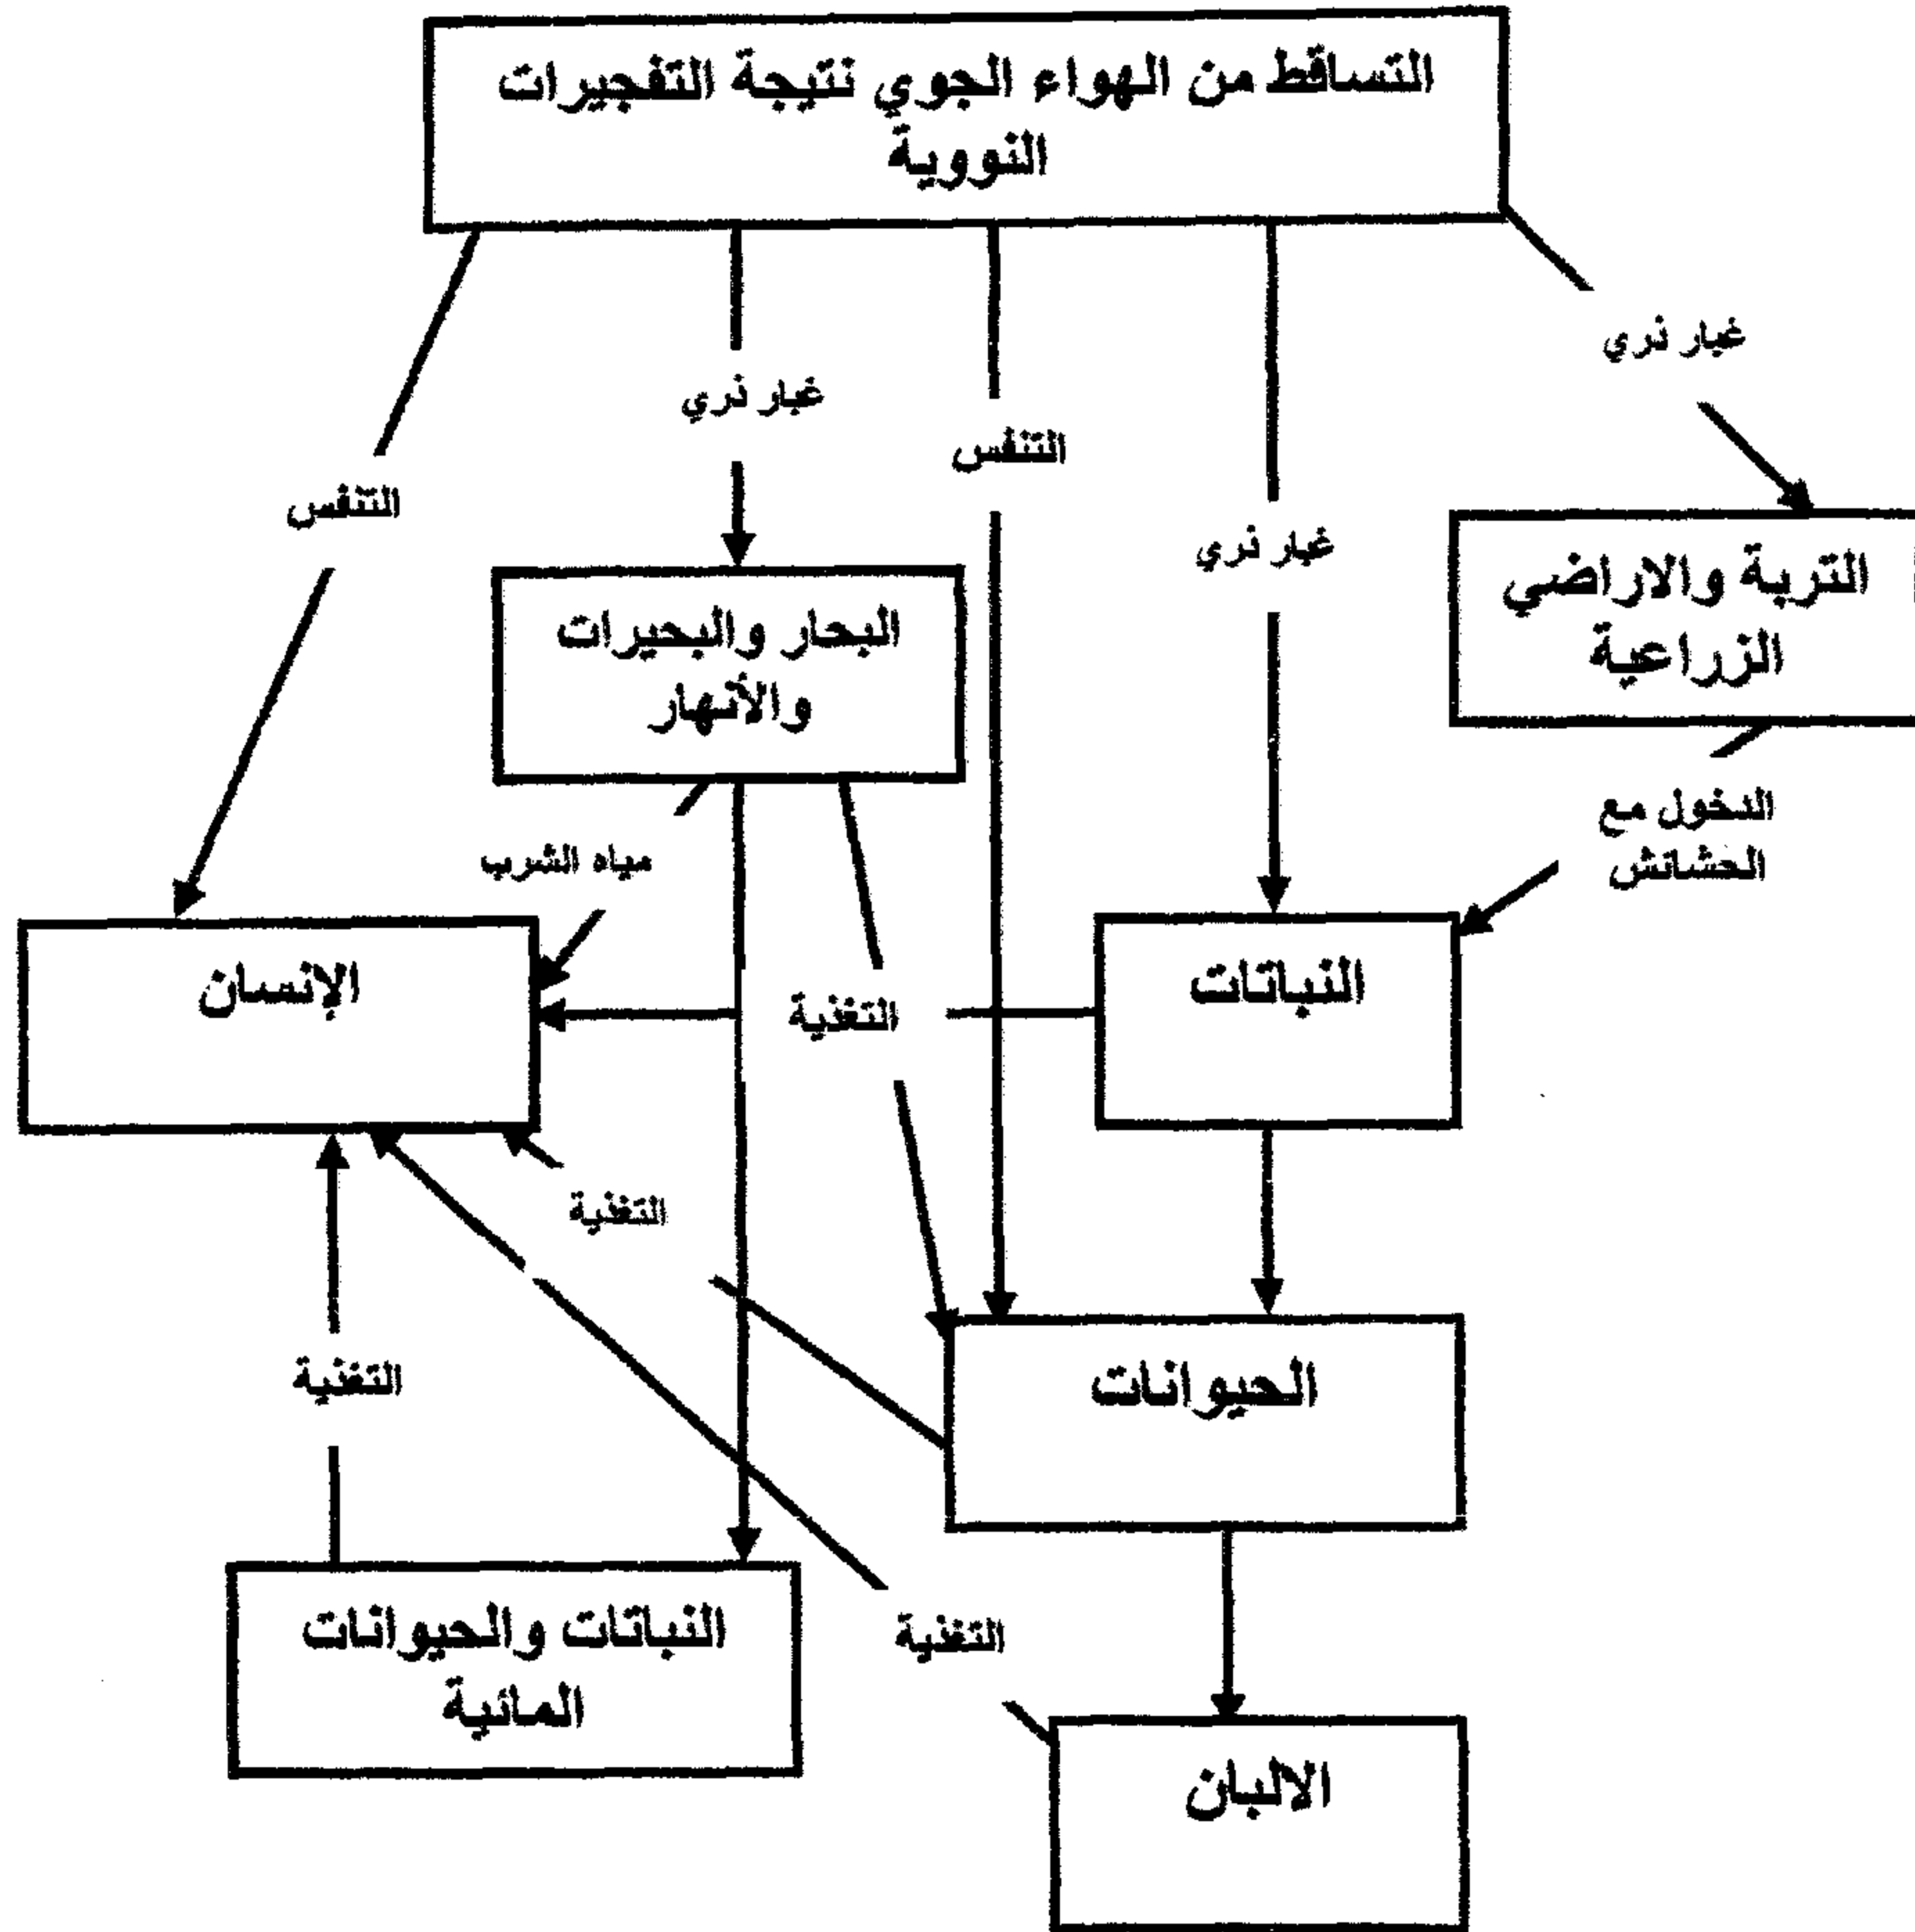 التساقط من الهواء الجوي نتيجة التفجيرات
النووية
غبار ذري
غبار ذري
التنفس
التنفس
غبار ذري
التربة والاراضي
الزراعية
البحار والبحيرات
والأنهار
الدخول مع
الحشائش
مياه الشرب
النباتات
الإنسان
التغذية
التغذية
الحيوانات
التغذية
النباتات والحيوانات
المائية
التغذية
الالبان